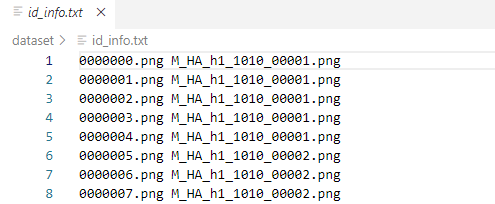 id_info.txt ×
dataset > id_info.txt
1 0000000.png M_HA_h1_1010_00001.png
2 0000001.png M_HA_h1_1010_00001.png
3 0000002.png M_HA_h1_1010_00001.png
4 0000003.png M_HA_h1_1010_00001.png
5 0000004.png M_HA_h1_1010_00001.png
6 0000005.png M_HA_h1_1010_00002.png
7 0000006.png M_HA_h1_1010_00002.png
8 0000007.png M_HA_h1_1010_00002.png